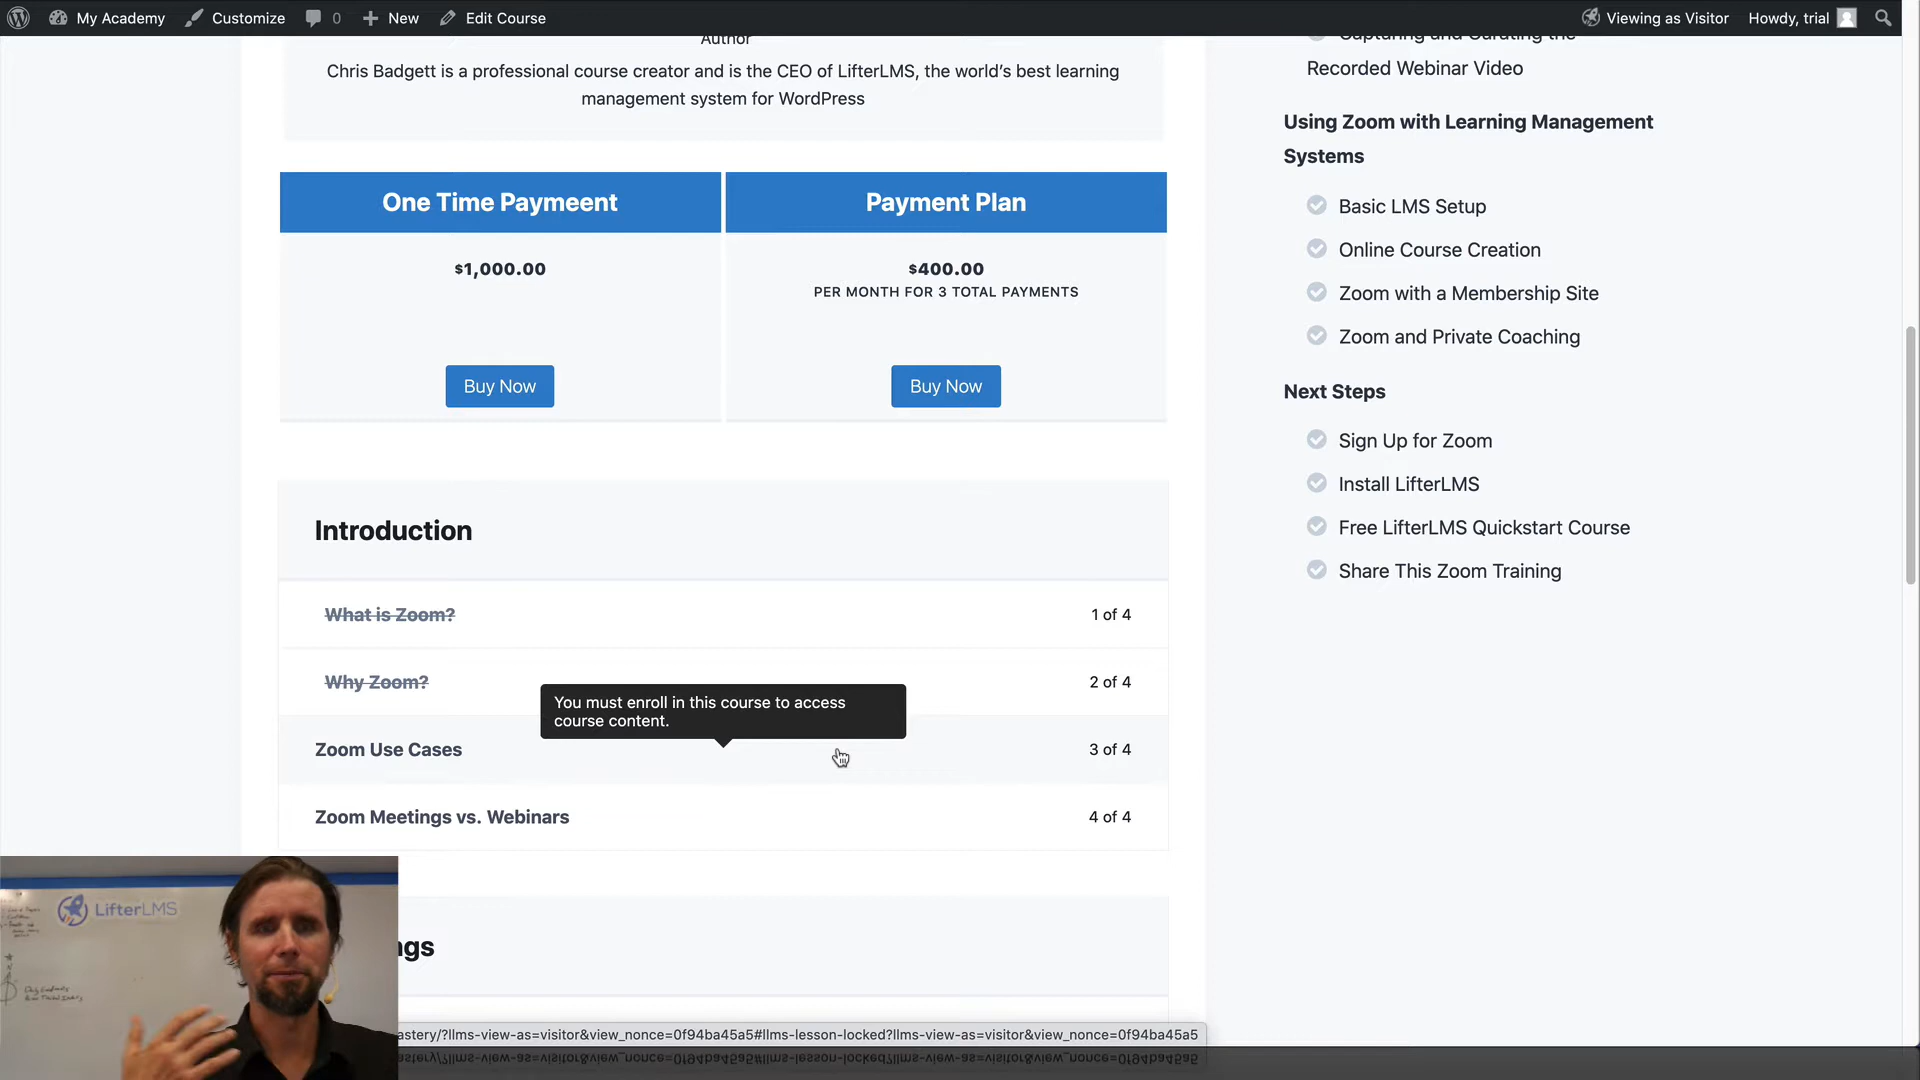 My Academy Customize 0 New Edit Course Viewing as Visitor Howdy, trial
Author
Chris Badgett is a professional course creator and is the CEO of LifterLMS, the world's best learning
management system for WordPress
One Time Paymeent
$1,000.00
Buy Now
Payment Plan
$400.00
PER MONTH FOR 3 TOTAL PAYMENTS
Buy Now
Introduction
What is Zoom? 1 of 4
Why Zoom? 2 of 4
You must enroll in this course to access
course content.
Zoom Use Cases 3 of 4
Zoom Meetings vs. Webinars 4 of 4
ngs
Capturing and Curating the
Recorded Webinar Video
Using Zoom with Learning Management
Systems
Basic LMS Setup
Online Course Creation
Zoom with a Membership Site
Zoom and Private Coaching
Next Steps
Sign Up for Zoom
Install LifterLMS
Free LifterLMS Quickstart Course
Share This Zoom Training
LifterLMS
astery/?llms-view-as=visitor&view_nonce=0f94ba45a5#llms-lesson-locked?llms-view-as=visitor&view_nonce=0f94ba45a5